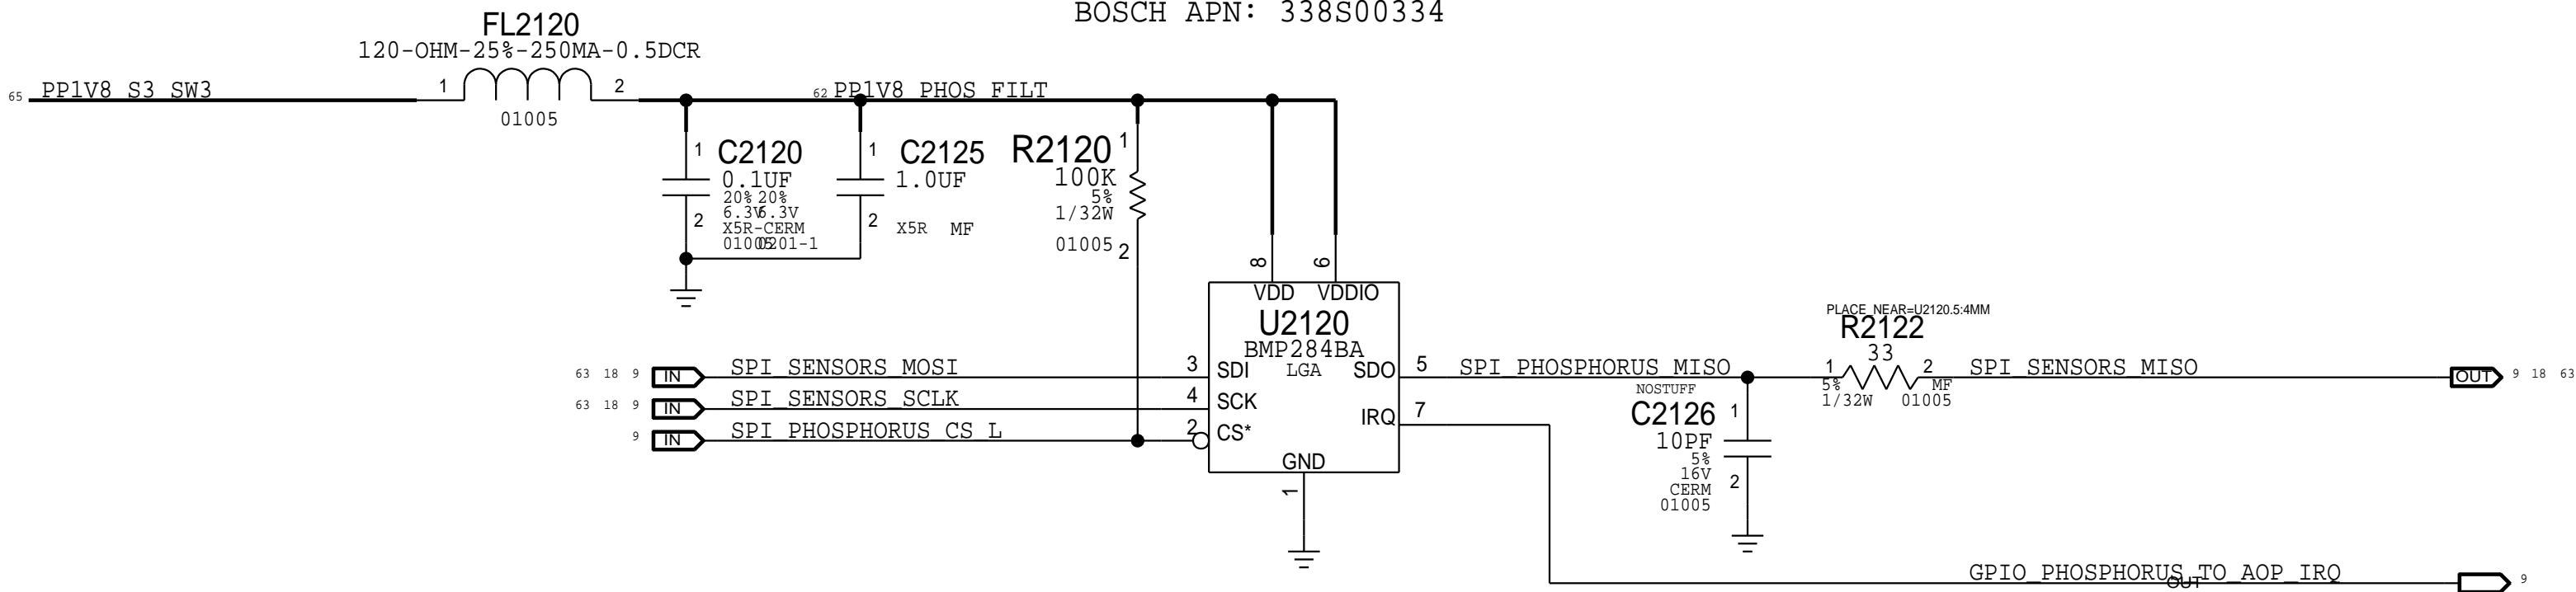 BOSCH APN: 338S00334
FL2120
120-OHM-25%-250MA-0.5DCR
65 PP1V8_S3_SW3
1
2
62 PP1V8_PHOS_FILT
01005
1
C2120
0.1UF
20%
6.3V
X5R-CERM
01005
2
1
C2125
1.0UF
20%
6.3V
X5R MF
0201-1
2
R2120
1
100K
5%
1/32W
01005
2
8
6
VDD
VDDIO
U2120
BMP284BA
LGA
63 18 9 IN SPI_SENSORS_MOSI 3 SDI
63 18 9 IN SPI_SENSORS_SCLK 4 SCK
9 IN SPI_PHOSPHORUS_CS_L 2 CS*
SDO 5 SPI_PHOSPHORUS_MISO
IRQ 7
GND
1
NOSTUFF
C2126
1
10PF
5%
16V
CERM
01005
2
PLACE_NEAR=U2120.5:4MM
R2122
33
1
2
5%
MF
1/32W
01005
SPI_SENSORS_MISO OUT 9 18 63
GPIO_PHOSPHORUS_TO_AOP_IRQ 9
OUT